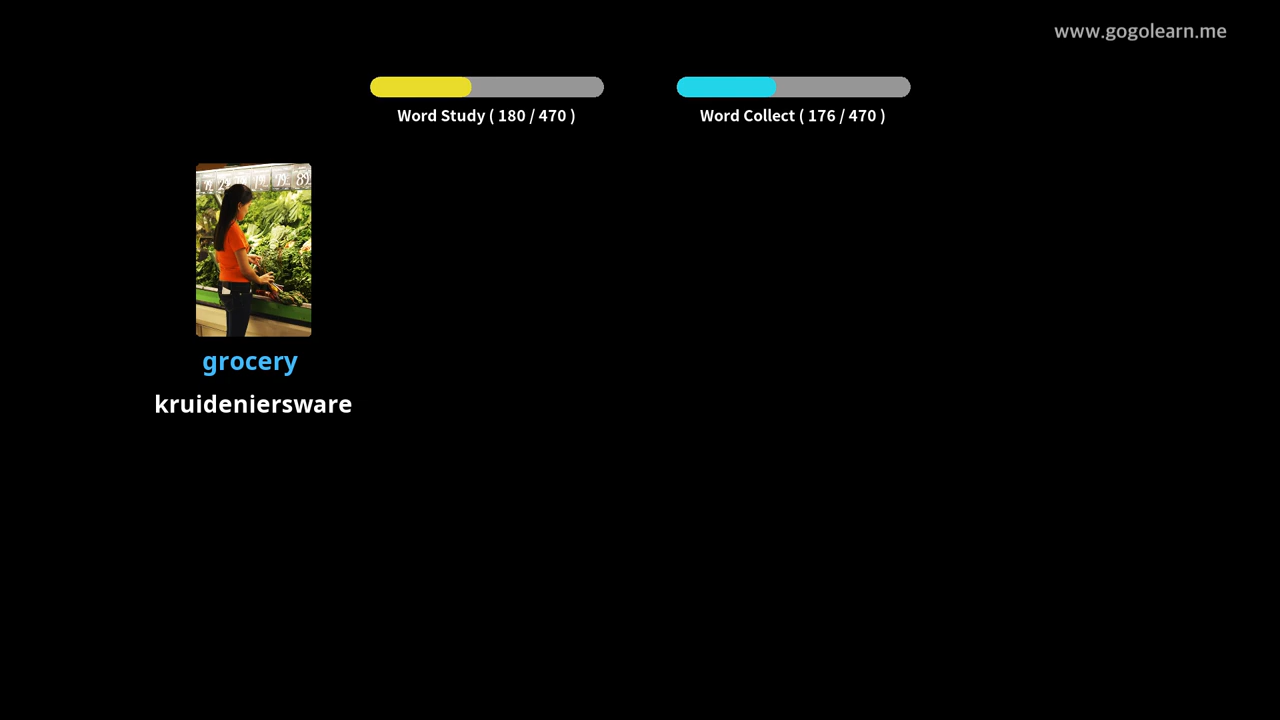 www.gogolearn.me
Word Study ( 180 / 470 )
Word Collect ( 176 / 470 )
grocery
kruideniersware